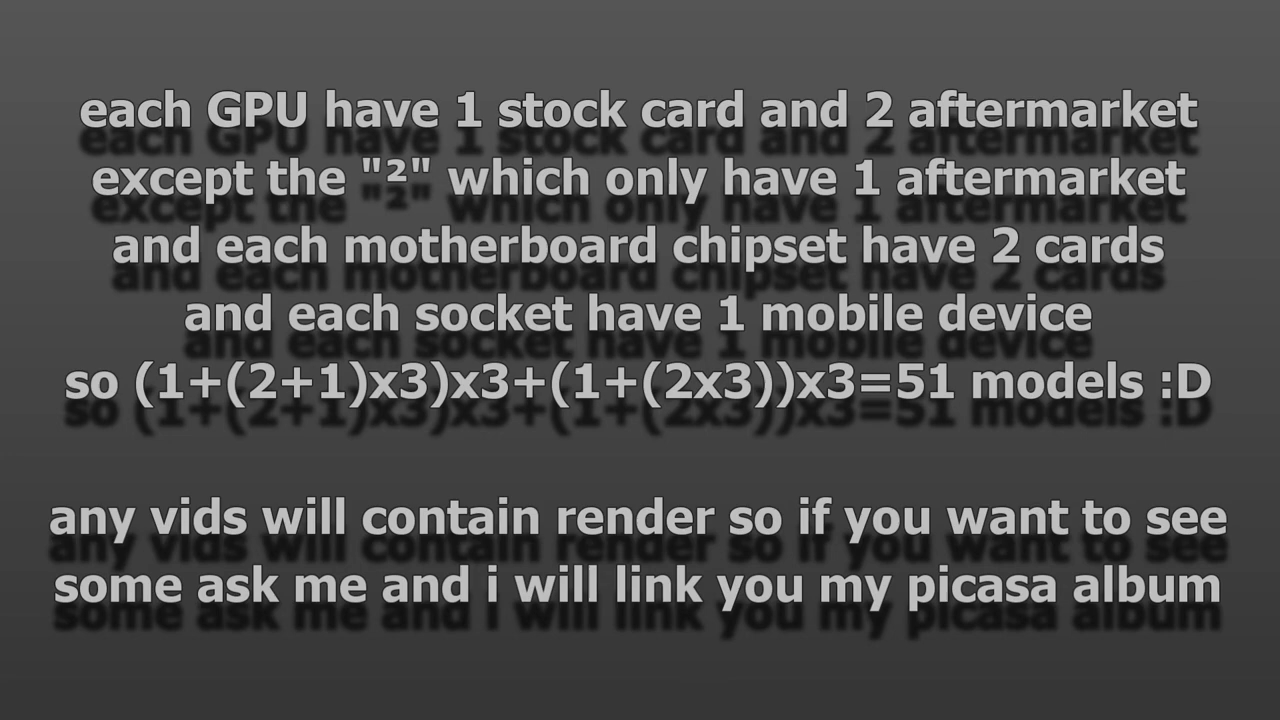 each GPU have 1 stock card and 2 aftermarket
except the "²" which only have 1 aftermarket
and each motherboard chipset have 2 cards
and each socket have 1 mobile device
so (1+(2+1)x3)x3+(1+(2x3))x3=51 models :D
any vids will contain render so if you want to see
some ask me and i will link you my picasa album